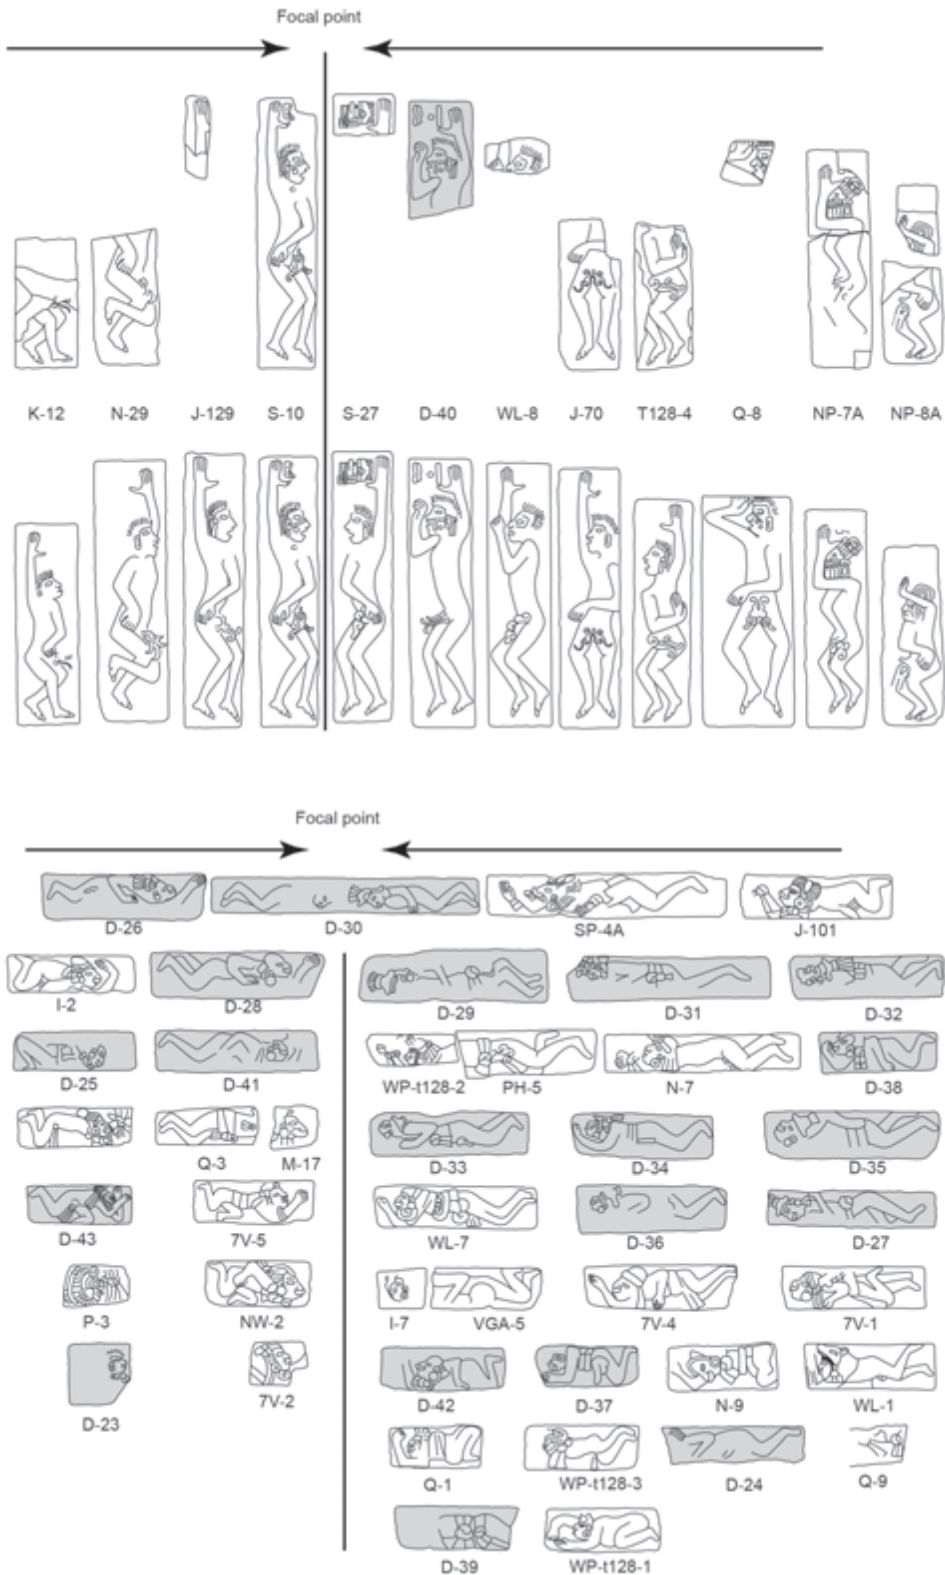 Focal point
K-12 N-29 J-129 S-10 S-27 D-40 WL-8 J-70 T128-4 Q-8 NP-7A NP-8A
Focal point
D-26 D-30 SP-4A J-101
I-2 D-28 D-29 D-31 D-32
D-25 D-41 WP-t128-2 PH-5 N-7 D-38
Q-3 M-17 D-33 D-34 D-35
D-43 7V-5 WL-7 D-36 D-27
P-3 NW-2 I-7 VGA-5 7V-4 7V-1
D-23 7V-2 D-42 D-37 N-9 WL-1
Q-1 WP-t128-3 D-24 Q-9
D-39 WP-t128-1